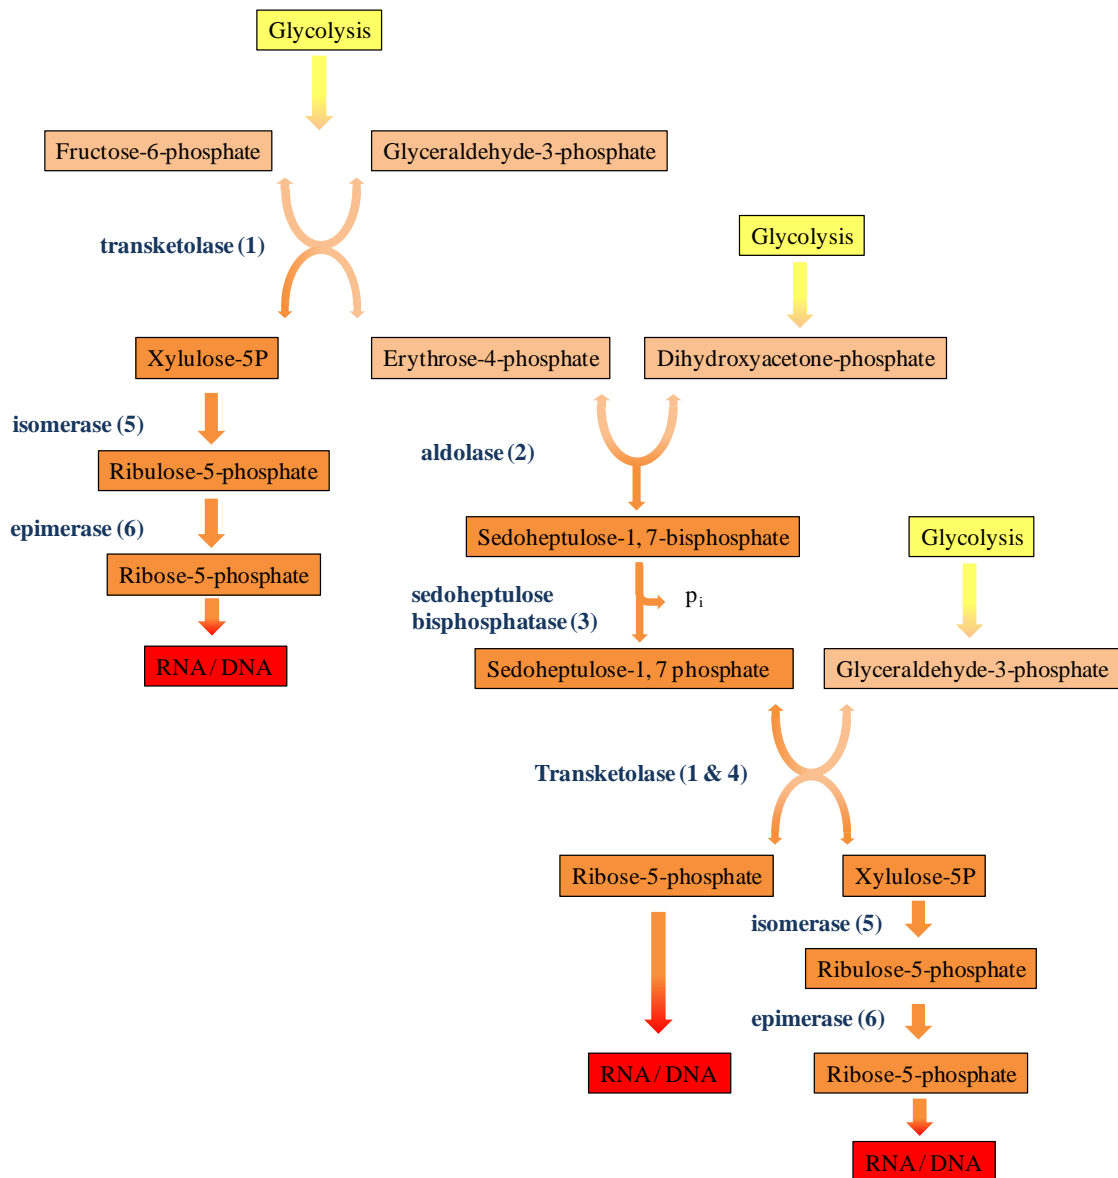 Glycolysis
Fructose-6-phosphate
Glyceraldehyde-3-phosphate
transketolase (1)
Glycolysis
Xylulose-5P
Erythrose-4-phosphate
Dihydroxyacetone-phosphate
isomerase (5)
aldolase (2)
Ribulose-5-phosphate
epimerase (6)
Sedoheptulose-1, 7-bisphosphate
Glycolysis
Ribose-5-phosphate
sedoheptulose
bisphosphatase (3)
Pi
RNA / DNA
Sedoheptulose-1, 7 phosphate
Glyceraldehyde-3-phosphate
Transketolase (1 & 4)
Ribose-5-phosphate
Xylulose-5P
isomerase (5)
Ribulose-5-phosphate
epimerase (6)
RNA / DNA
Ribose-5-phosphate
RNA / DNA